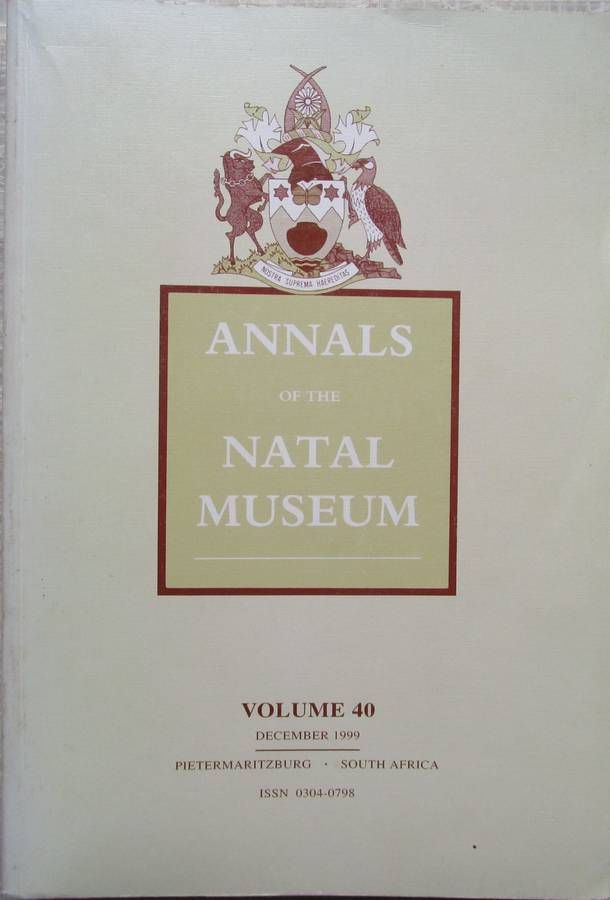 NOSTRA SUPREMA HAEREDITAS
ANNALS
OF THE
NATAL
MUSEUM
VOLUME 40
DECEMBER 1999
PIETERMARITZBURG · SOUTH AFRICA
ISSN 0304-0798